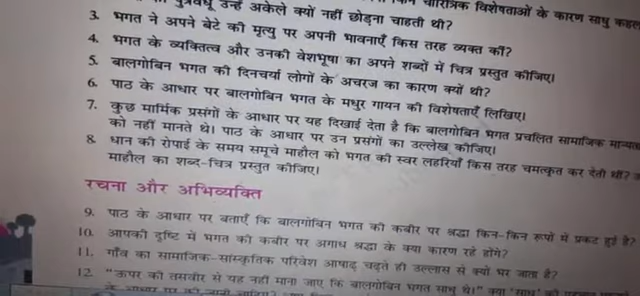 पुत्रवधू उन्हें अकेले क्यों नहीं छोड़ना चाहती थी?
चारित्रिक विशेषताओं के कारण साधु
3. भगत ने अपने बेटे की मृत्यु पर अपनी भावनाएँ किस तरह व्यक्त कीं?
4. भगत के व्यक्तित्व और उनकी वेशभूषा का अपने शब्दों में चित्र प्रस्तुत कीजिए।
5. बालगोबिन भगत की दिनचर्या लोगों के अचरज का कारण क्यों थी?
6. पाठ के आधार पर बालगोबिन भगत के मधुर गायन की विशेषताएँ लिखिए।
7. कुछ मार्मिक प्रसंगों के आधार पर यह दिखाई देता है कि बालगोबिन भगत प्रचलित सामाजिक
को नहीं मानते थे। पाठ के आधार पर उन प्रसंगों का उल्लेख कीजिए।
8. धान की रोपाई के समय समूचे माहौल को भगत की स्वर लहरियाँ किस तरह चमत्कृत कर देती थीं?
माहौल का शब्द-चित्र प्रस्तुत कीजिए।
रचना और अभिव्यक्ति
9. पाठ के आधार पर बताएँ कि बालगोबिन भगत की कबीर पर श्रद्धा किन-किन रूपों में प्रकट हुई है?
10. आपकी दृष्टि में भगत की कबीर पर अगाध श्रद्धा के क्या कारण रहे होंगे?
11. गाँव का सामाजिक-सांस्कृतिक परिवेश आषाढ़ चढ़ते ही उल्लास से क्यों भर जाता है?
12. "ऊपर की तसवीर से यह नहीं माना जाए कि बालगोबिन भगत साधु थे।" क्या 'साधु' की पहचान